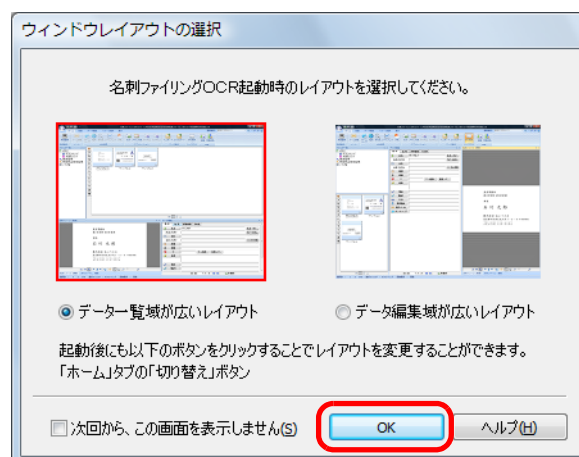 ウィンドウレイアウトの選択
名刺ファイリングOCR起動時のレイアウトを選択してください。
データ一覧域が広いレイアウト
データ編集域が広いレイアウト
起動後にも以下のボタンをクリックすることでレイアウトを変更することができます。
「ホーム」タブの「切り替え」ボタン
次回から、この画面を表示しません(S)
OK
ヘルプ(H)